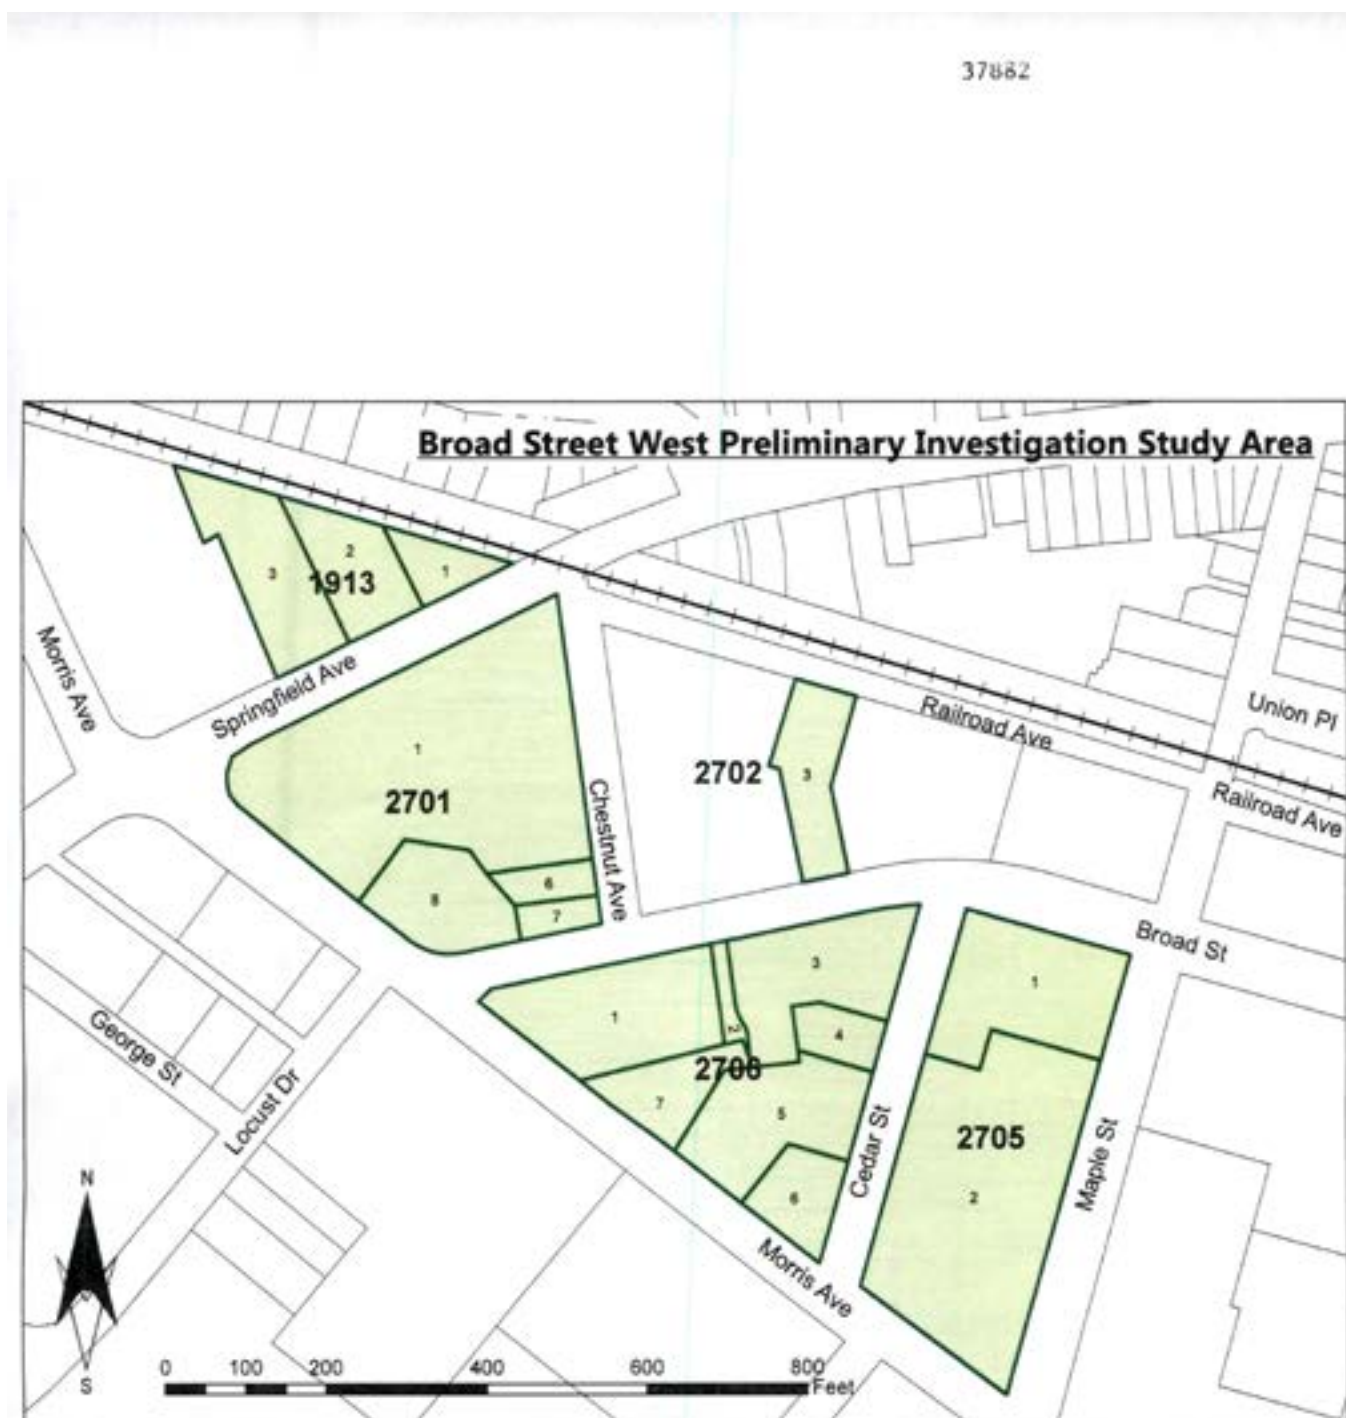 37882
Broad Street West Preliminary Investigation Study Area
2
3
1913
1
Morris Ave
Springfield Ave
Union Pl
Railroad Ave
1
2702
3
2701
Chestnut Ave
Railroad Ave
6
8
7
Broad St
3
1
1
2
4
George St
2706
7
5
Locust Dr
Cedar St
2705
Maple St
2
6
N
Morris Ave
S
0 100 200 400 600 800
Feet